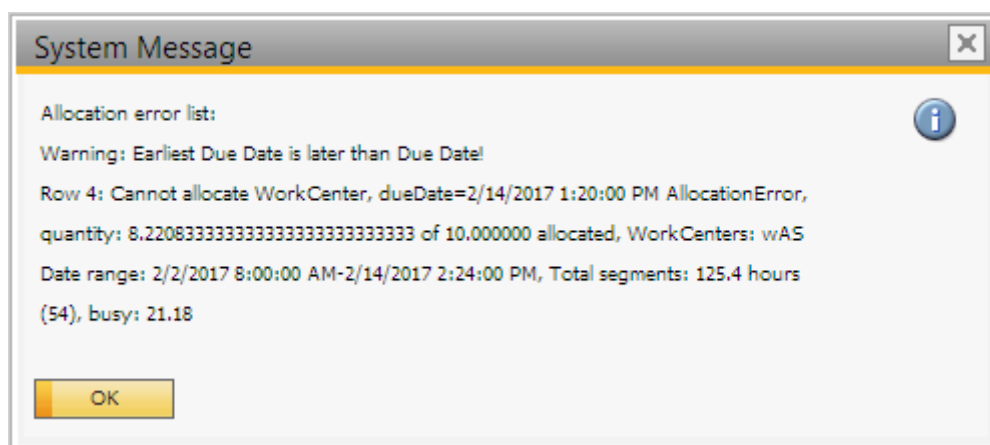 System Message
Allocation error list:
Warning: Earliest Due Date is later than Due Date!
Row 4: Cannot allocate WorkCenter, dueDate=2/14/2017 1:20:00 PM AllocationError,
quantity: 8.2208333333333333333333333333 of 10.000000 allocated, WorkCenters: wAS
Date range: 2/2/2017 8:00:00 AM-2/14/2017 2:24:00 PM, Total segments: 125.4 hours
(54), busy: 21.18
OK